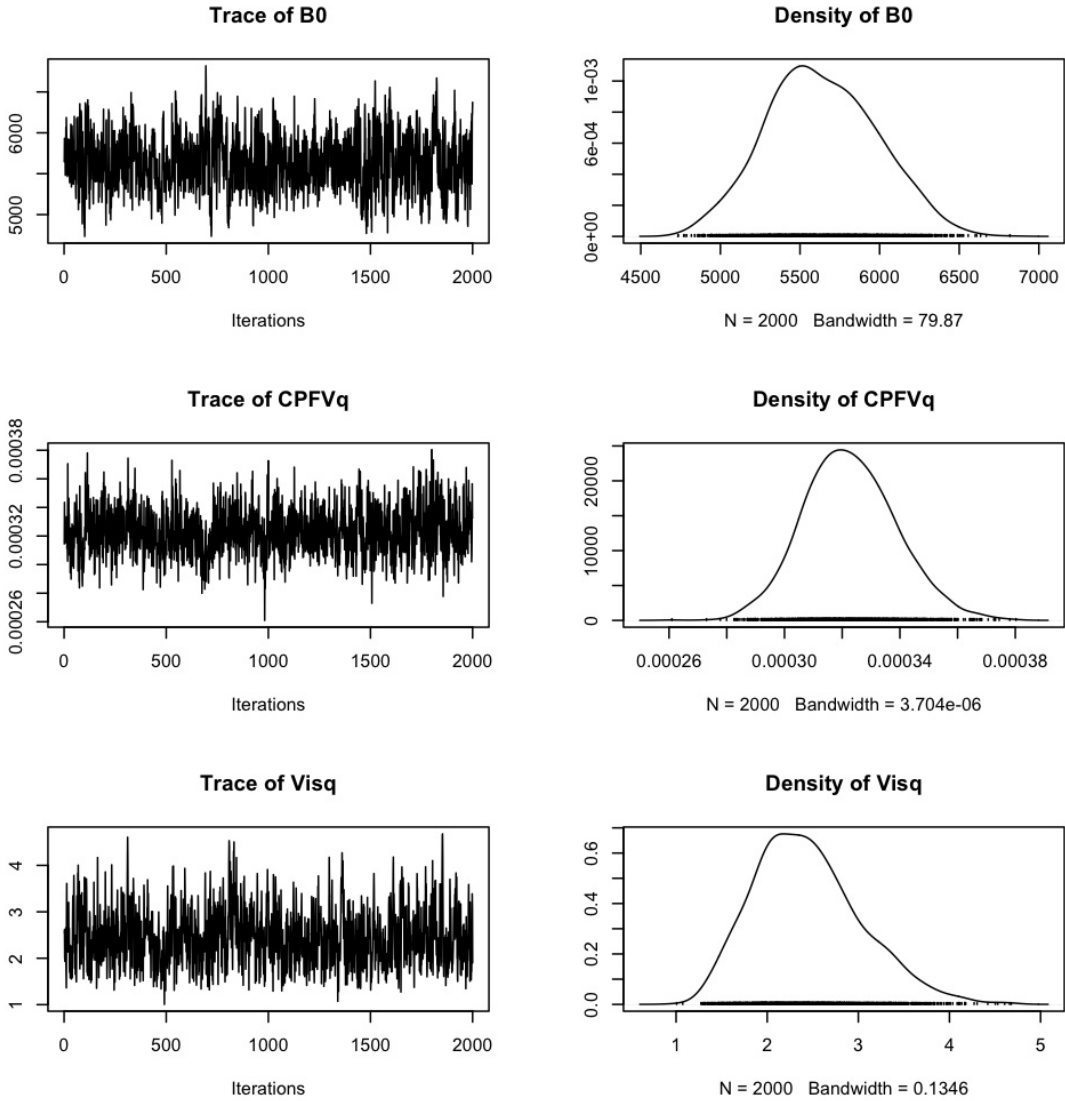 Trace of B0
6000
5000
0 500 1000 1500 2000
Iterations
Density of B0
1e-03
6e-04
0e+00
4500 5000 5500 6000 6500 7000
N = 2000 Bandwidth = 79.87
Trace of CPFVq
0.00038
0.00032
0.00026
0 500 1000 1500 2000
Iterations
Density of CPFVq
20000
10000
0
0.00026 0.00030 0.00034 0.00038
N = 2000 Bandwidth = 3.704e-06
Trace of Visq
4
3
2
1
0 500 1000 1500 2000
Iterations
Density of Visq
0.6
0.4
0.2
0.0
1 2 3 4 5
N = 2000 Bandwidth = 0.1346